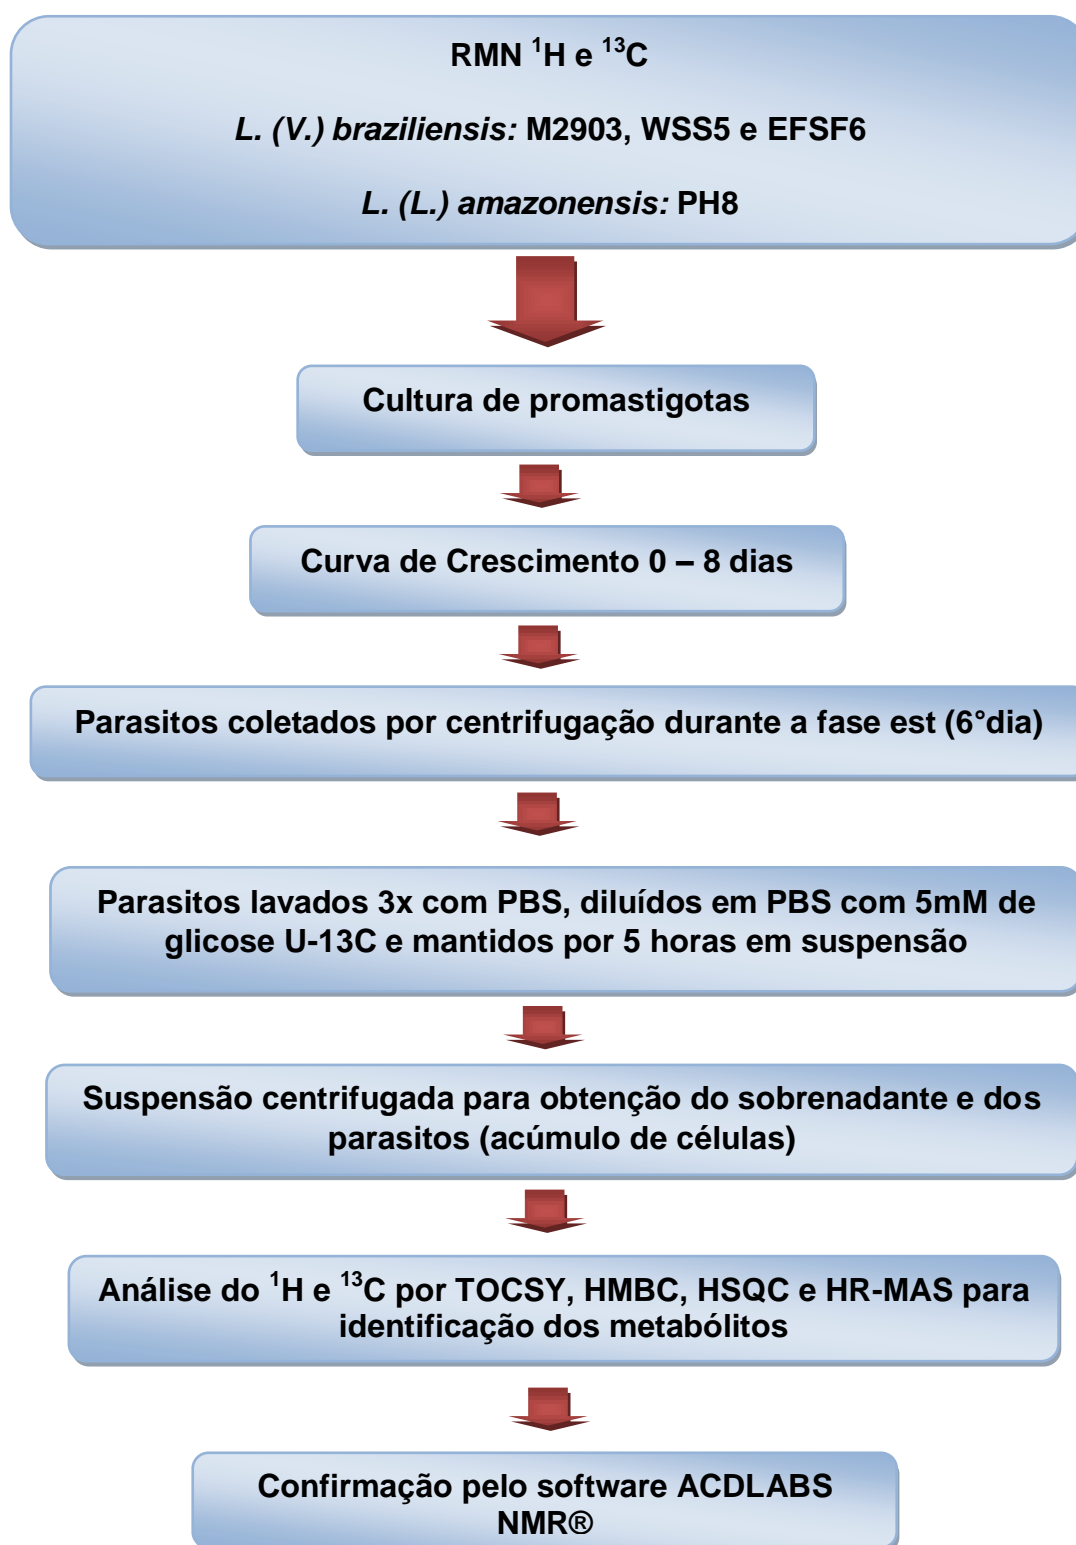 RMN ¹H e ¹³C
L. (V.) braziliensis: M2903, WSS5 e EFSF6
L. (L.) amazonensis: PH8
Cultura de promastigotas
Curva de Crescimento 0 – 8 dias
Parasitos coletados por centrifugação durante a fase est (6°dia)
Parasitos lavados 3x com PBS, diluídos em PBS com 5mM de
glicose U-13C e mantidos por 5 horas em suspensão
Suspensão centrifugada para obtenção do sobrenadante e dos
parasitos (acúmulo de células)
Análise do ¹H e ¹³C por TOCSY, HMBC, HSQC e HR-MAS para
identificação dos metabólitos
Confirmação pelo software ACDLABS
NMR®